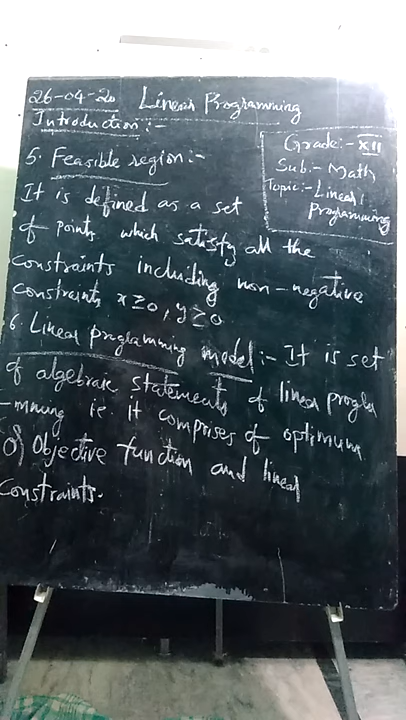 26-04-20 Linear Programming
Introduction:-
Grade:- XII
Sub:- Math
Topic:- Linear
Programming
5. Feasible region:-
It is defined as a set
of points which satisfy all the
constraints including non-negative
constraints x ≥ 0, y ≥ 0
6. Linear programming model:- It is set
of algebraic statements of linear progra
-mming ie it comprises of optimum
of Objective function and linear
constraints.